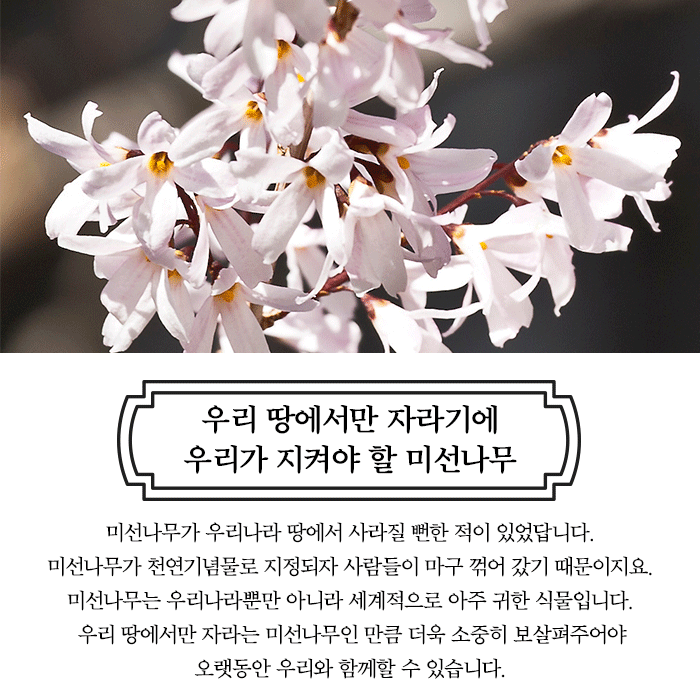 우리 땅에서만 자라기에
우리가 지켜야 할 미선나무
미선나무가 우리나라 땅에서 사라질 뻔한 적이 있었답니다.
미선나무가 천연기념물로 지정되자 사람들이 마구 꺾어 갔기 때문이지요.
미선나무는 우리나라뿐만 아니라 세계적으로 아주 귀한 식물입니다.
우리 땅에서만 자라는 미선나무인 만큼 더욱 소중히 보살펴주어야
오랫동안 우리와 함께할 수 있습니다.